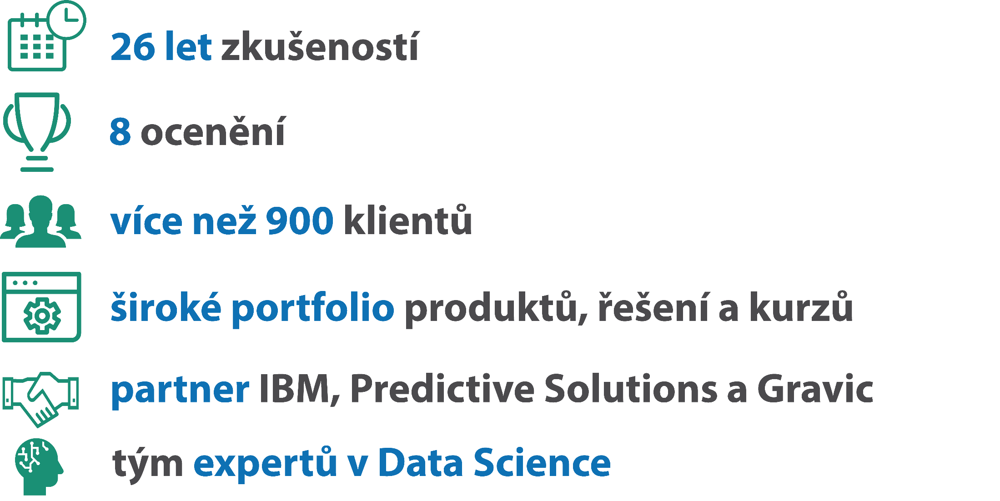 26 let zkušeností
8 ocenění
více než 900 klientů
široké portfolio produktů, řešení a kurzů
partner IBM, Predictive Solutions a Gravic
tým expertů v Data Science